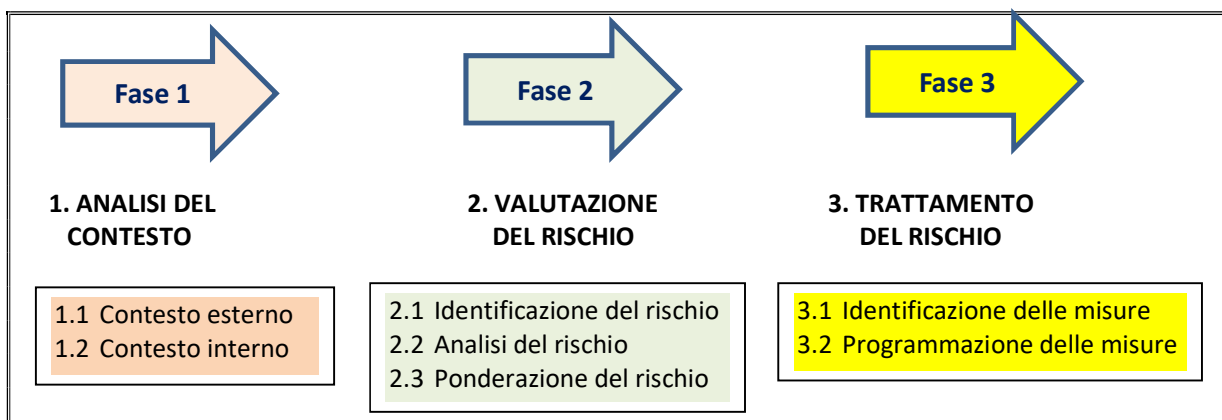 Fase 1
Fase 2
Fase 3
1. ANALISI DEL
CONTESTO
2. VALUTAZIONE
DEL RISCHIO
3. TRATTAMENTO
DEL RISCHIO
1.1 Contesto esterno
1.2 Contesto interno
2.1 Identificazione del rischio
2.2 Analisi del rischio
2.3 Ponderazione del rischio
3.1 Identificazione delle misure
3.2 Programmazione delle misure